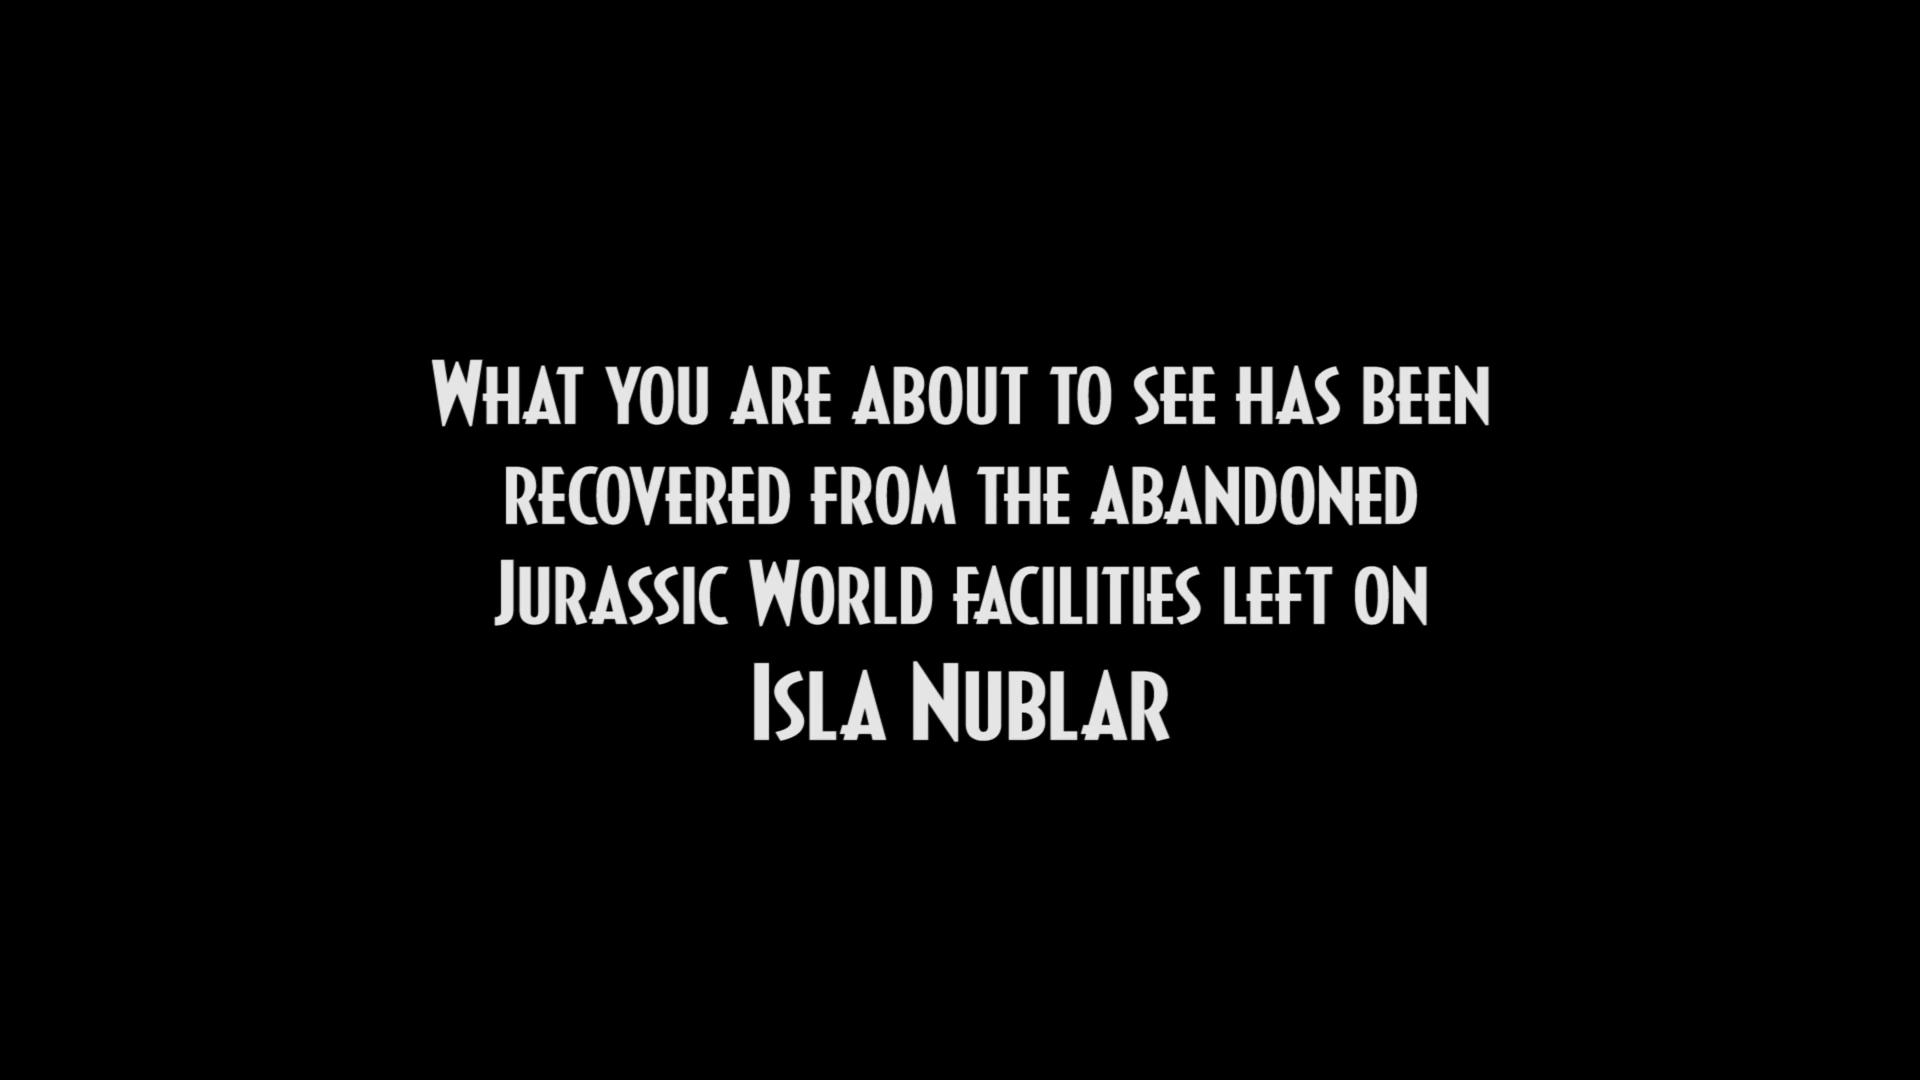 What you are about to see has been
recovered from the abandoned
Jurassic World facilities left on
Isla Nublar